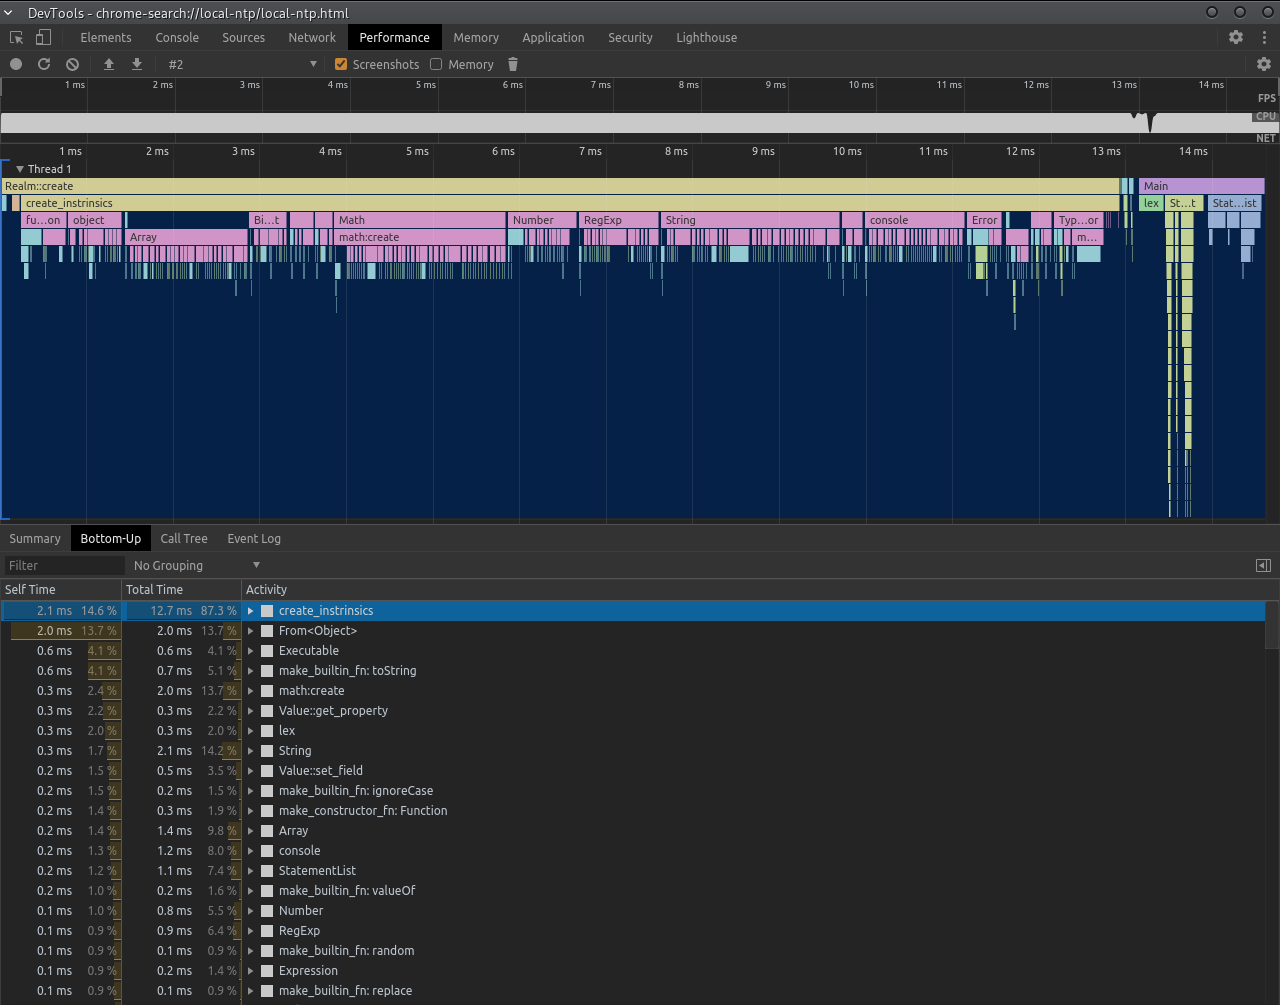 DevTools - chrome-search://local-ntp/local-ntp.html
Elements Console Sources Network Performance Memory Application Security Lighthouse
#2 Screenshots Memory
1 ms 2 ms 3 ms 4 ms 5 ms 6 ms 7 ms 8 ms 9 ms 10 ms 11 ms 12 ms 13 ms 14 ms
FPS
CPU
NET
1 ms 2 ms 3 ms 4 ms 5 ms 6 ms 7 ms 8 ms 9 ms 10 ms 11 ms 12 ms 13 ms 14 ms
Thread 1
Realm::create Main
create_instrinsics lex St...t
fu...on object Bi...t Math Number RegExp String console Error Typ...or Stat...ist
Array math:create m...
Summary Bottom-Up Call Tree Event Log
Filter No Grouping
Self Time Total Time Activity
2.1 ms 14.6 % 12.7 ms 87.3 % create_instrinsics
2.0 ms 13.7 % 2.0 ms 13.7 % From<Object>
0.6 ms 4.1 % 0.6 ms 4.1 % Executable
0.6 ms 4.1 % 0.7 ms 5.1 % make_builtin_fn: toString
0.3 ms 2.4 % 2.0 ms 13.7 % math:create
0.3 ms 2.2 % 0.3 ms 2.2 % Value::get_property
0.3 ms 2.0 % 0.3 ms 2.0 % lex
0.3 ms 1.7 % 2.1 ms 14.2 % String
0.2 ms 1.5 % 0.5 ms 3.5 % Value::set_field
0.2 ms 1.5 % 0.2 ms 1.5 % make_builtin_fn: ignoreCase
0.2 ms 1.4 % 0.3 ms 1.9 % make_constructor_fn: Function
0.2 ms 1.4 % 1.4 ms 9.8 % Array
0.2 ms 1.3 % 1.2 ms 8.0 % console
0.2 ms 1.2 % 1.1 ms 7.4 % StatementList
0.2 ms 1.0 % 0.2 ms 1.6 % make_builtin_fn: valueOf
0.1 ms 1.0 % 0.8 ms 5.5 % Number
0.1 ms 0.9 % 0.9 ms 6.4 % RegExp
0.1 ms 0.9 % 0.1 ms 0.9 % make_builtin_fn: random
0.1 ms 0.9 % 0.2 ms 1.4 % Expression
0.1 ms 0.9 % 0.1 ms 0.9 % make_builtin_fn: replace